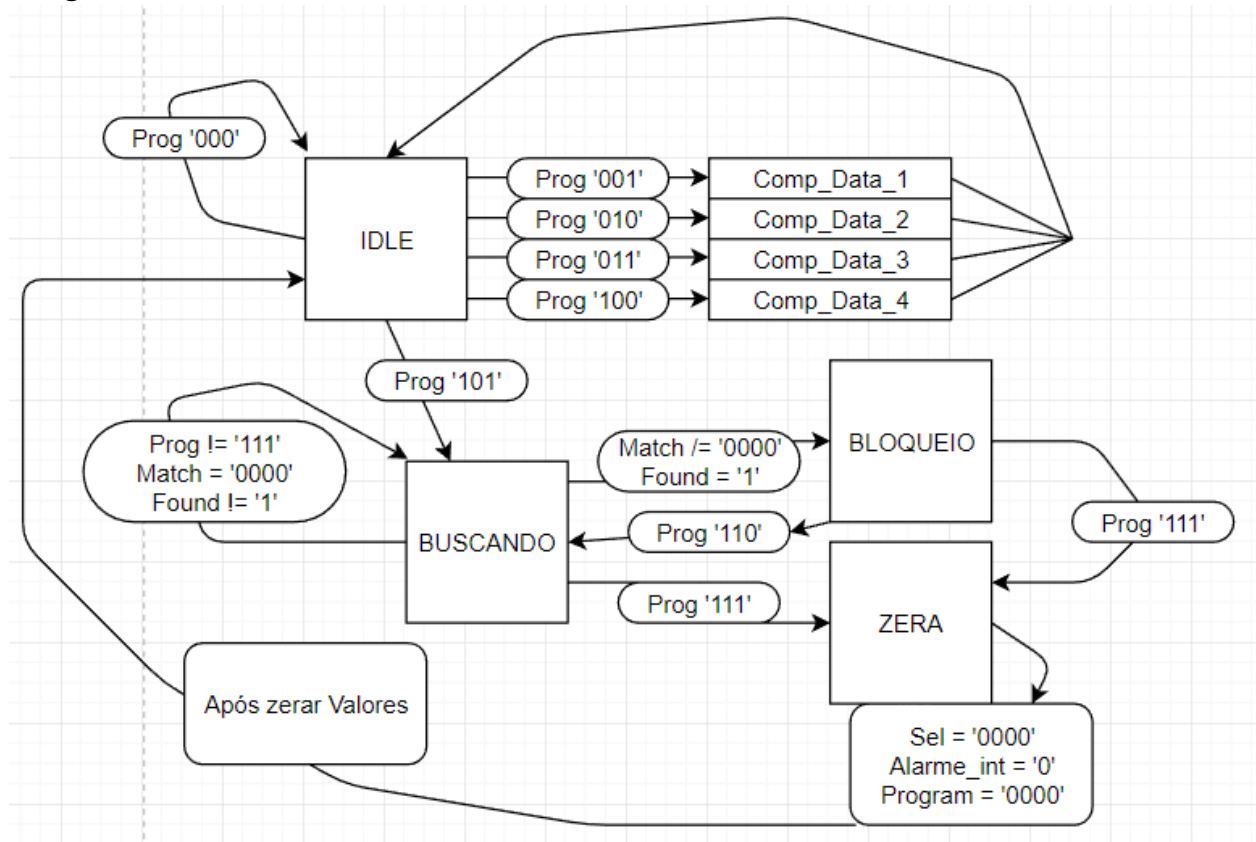 Prog '000'
IDLE
Prog '001'
Prog '010'
Prog '011'
Prog '100'
Comp_Data_1
Comp_Data_2
Comp_Data_3
Comp_Data_4
Prog '101'
Prog != '111'
Match = '0000'
Found != '1'
BUSCANDO
Match /= '0000'
Found = '1'
BLOQUEIO
Prog '110'
Prog '111'
Prog '111'
ZERA
Após zerar Valores
Sel = '0000'
Alarme_int = '0'
Program = '0000'